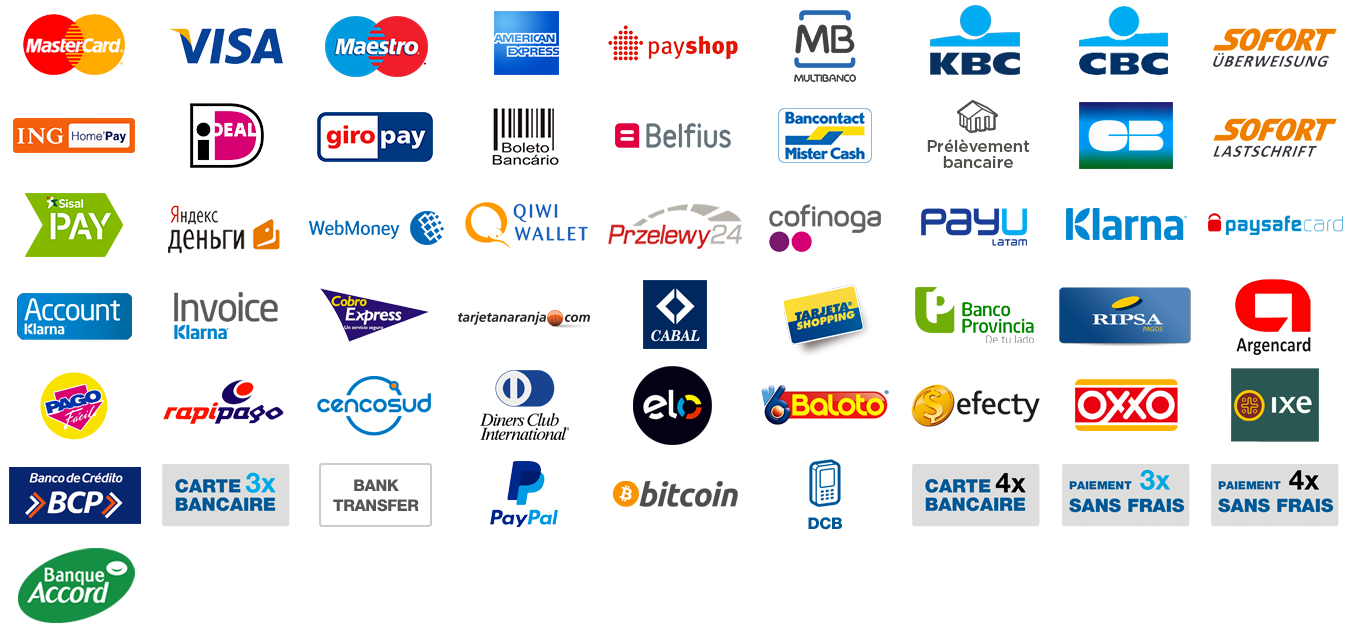 MasterCard.
VISA
Maestro
AMERICAN
EXPRESS
payshop
MB
MULTIBANCO
KBC
CBC
SOFORT
ÜBERWEISUNG
ING Home'Pay
iDEAL
giropay
Boleto
Bancário
Belfius
Bancontact
Mister Cash
Prélèvement
bancaire
CB
SOFORT
LASTSCHRIFT
Sisal
PAY
Яндекс
деньги
WebMoney
QIWI
WALLET
Przelewy24
cofinoga
PayU
LATAM
Klarna
paysafecard
Account
Klarna
Invoice
Klarna
Cobro
Express
Un servicio seguro
tarjetanaranja.com
CABAL
TARJETA
SHOPPING
Banco
Provincia
De tu lado
RIPSA
PAGOS
Argencard
PAGO
Fácil
rapipago
cencosud
Diners Club
International
elo
Baloto
efecty
OXXO
ixe
Banco de Crédito
BCP
CARTE 3x
BANCAIRE
BANK
TRANSFER
PayPal
bitcoin
DCB
CARTE 4x
BANCAIRE
PAIEMENT 3x
SANS FRAIS
PAIEMENT 4x
SANS FRAIS
Banque
Accord